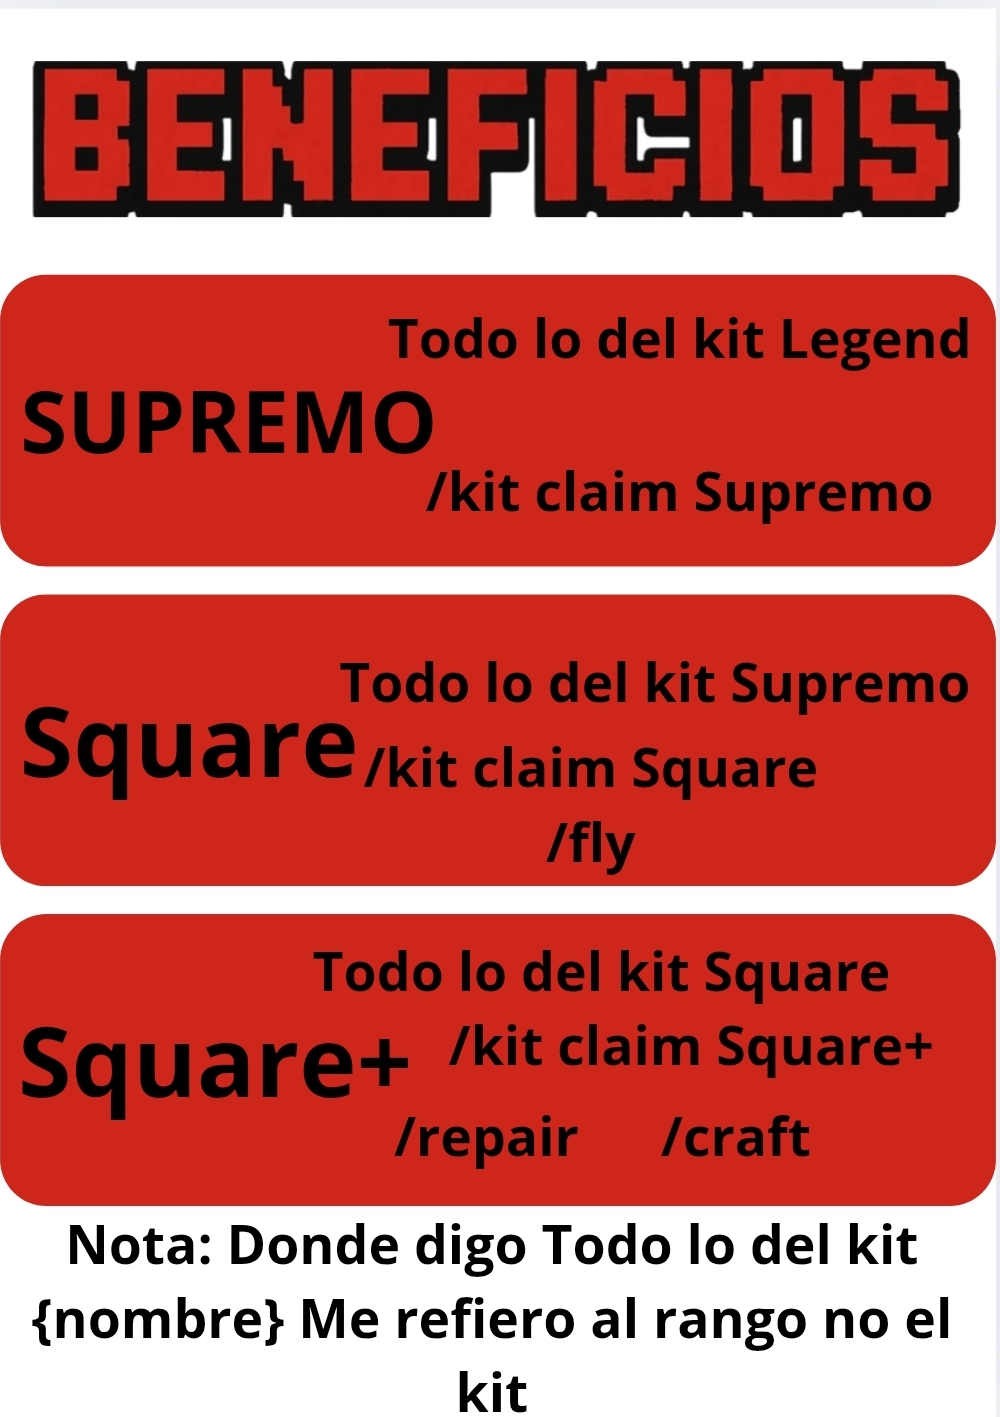 BENEFICIOS
Todo lo del kit Legend
SUPREMO
/kit claim Supremo
Todo lo del kit Supremo
Square
/kit claim Square
/fly
Todo lo del kit Square
Square+
/kit claim Square+
/repair /craft
Nota: Donde digo Todo lo del kit
{nombre} Me refiero al rango no el
kit